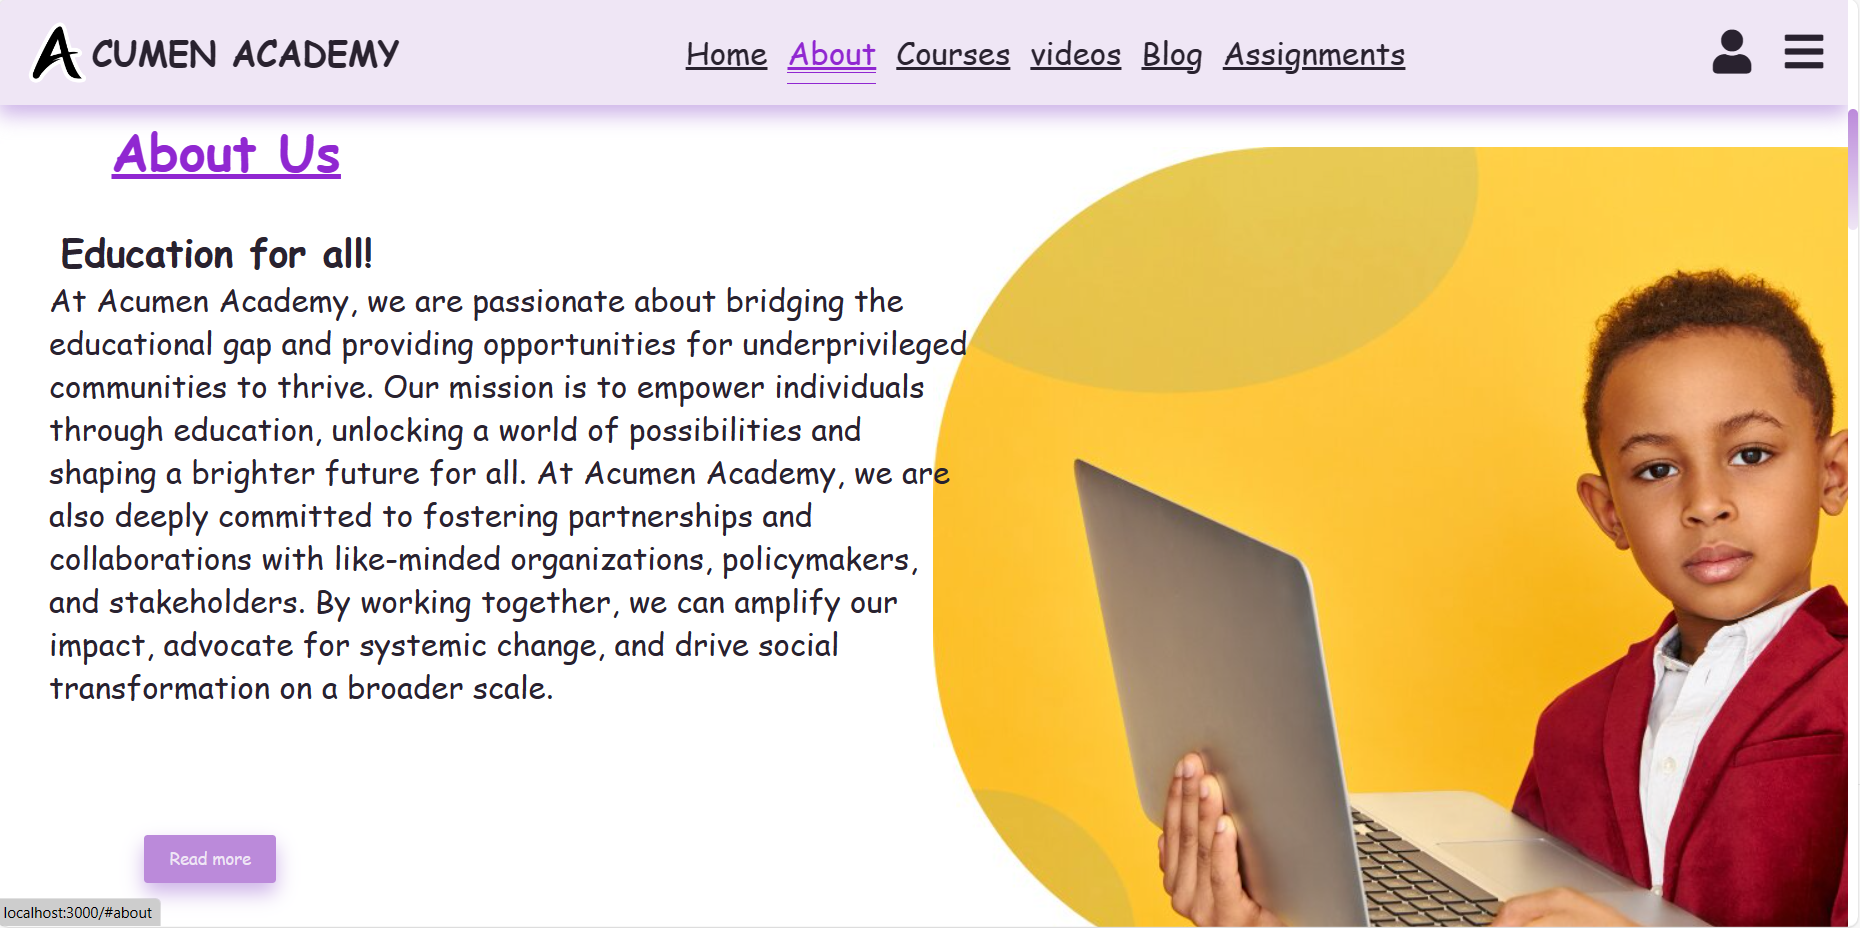 A CUMEN ACADEMY
Home About Courses videos Blog Assignments
About Us
Education for all!
At Acumen Academy, we are passionate about bridging the
educational gap and providing opportunities for underprivileged
communities to thrive. Our mission is to empower individuals
through education, unlocking a world of possibilities and
shaping a brighter future for all. At Acumen Academy, we are
also deeply committed to fostering partnerships and
collaborations with like-minded organizations, policymakers,
and stakeholders. By working together, we can amplify our
impact, advocate for systemic change, and drive social
transformation on a broader scale.
Read more
localhost:3000/#about